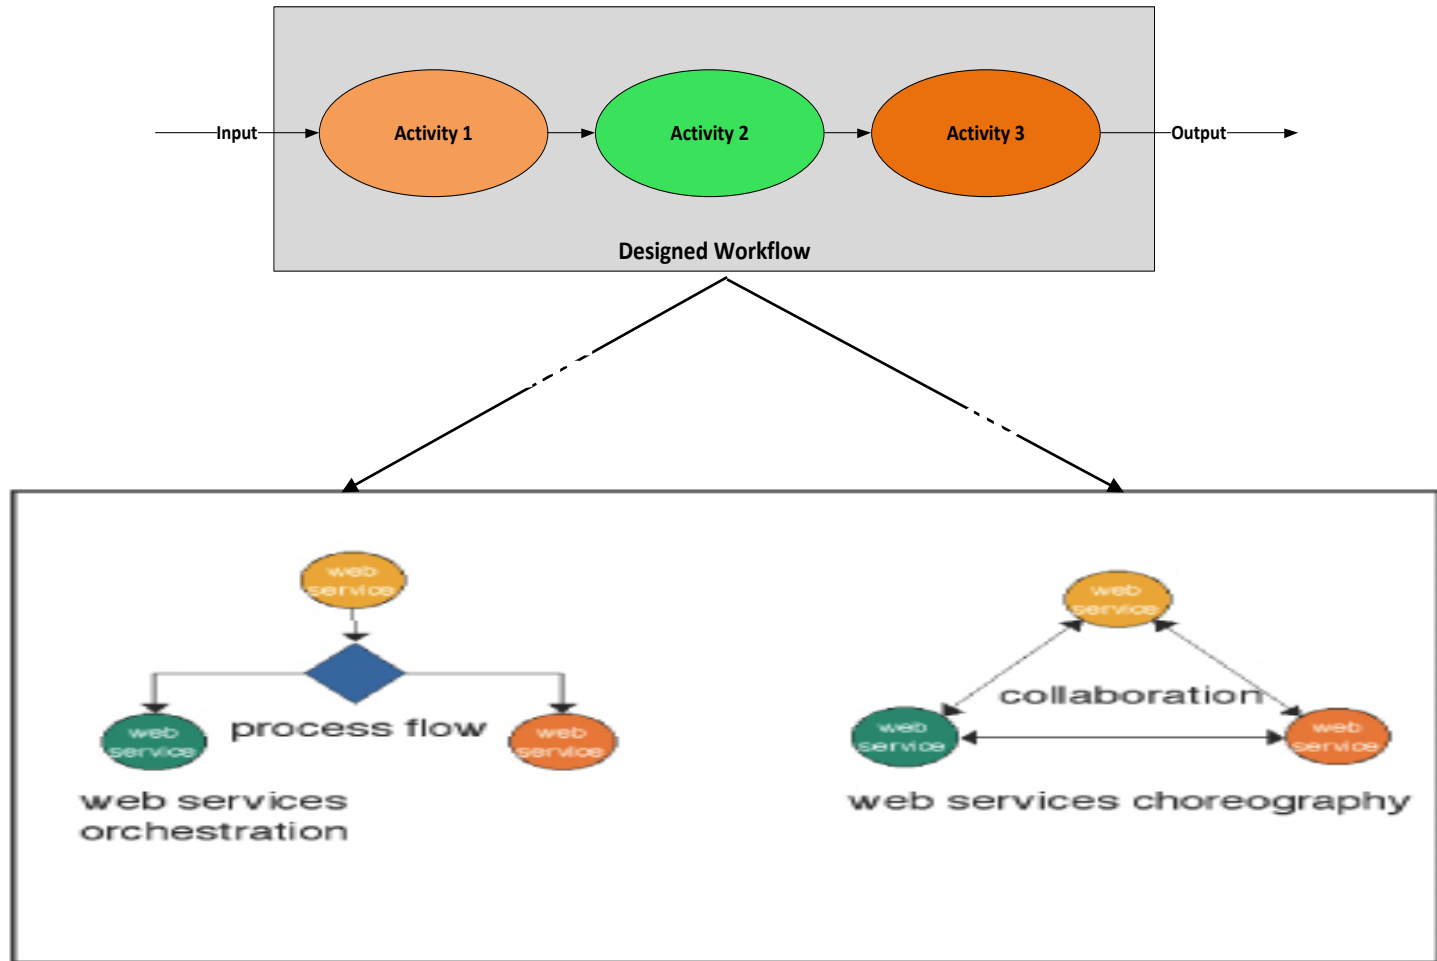 Input
Activity 1
Activity 2
Activity 3
Output
Designed Workflow
web
service
process flow
web
service
web
service
web services
orchestration
web
service
collaboration
web
service
web
service
web services choreography